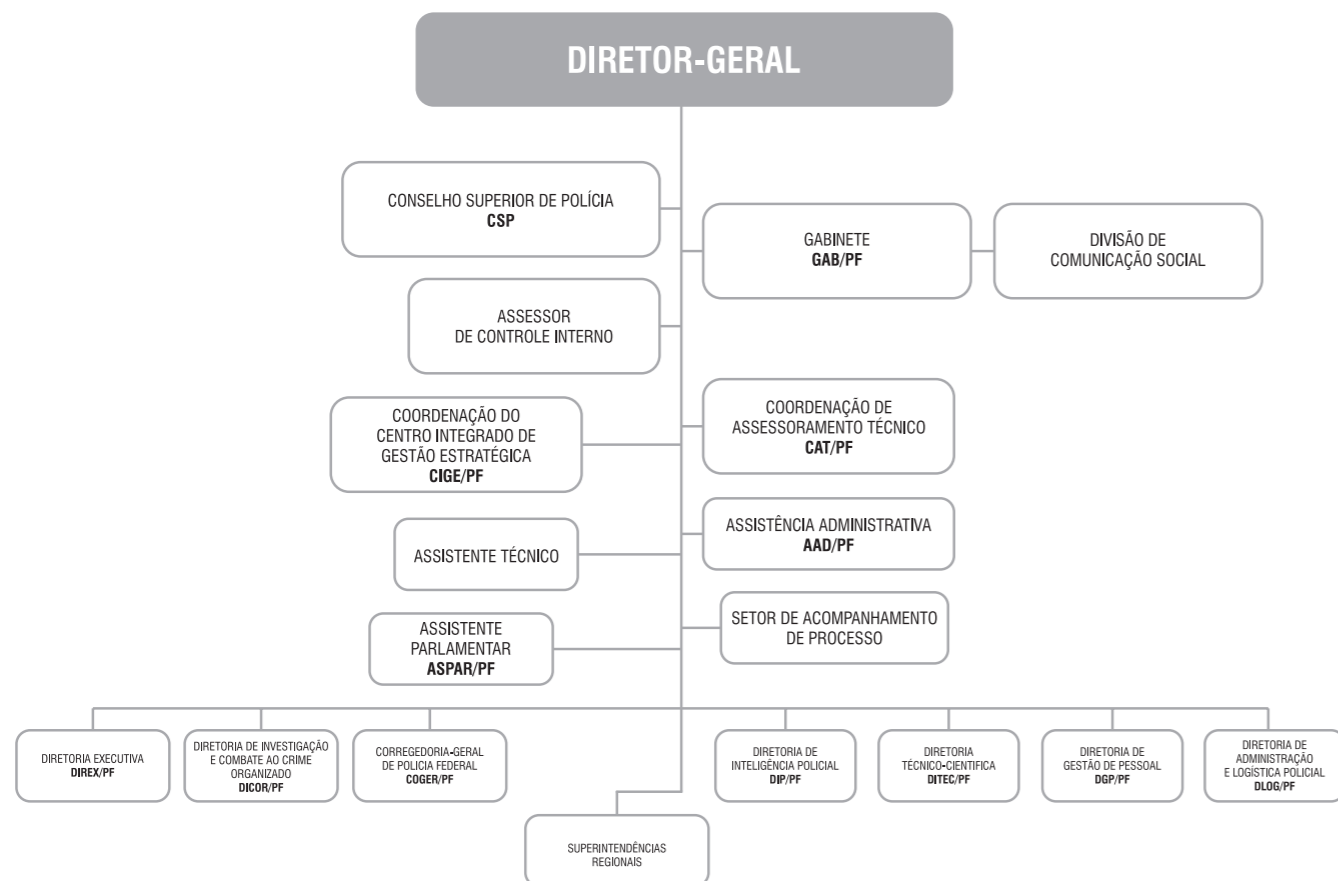 DIRETOR-GERAL
CONSELHO SUPERIOR DE POLÍCIA
CSP
GABINETE
GAB/PF
DIVISÃO DE
COMUNICAÇÃO SOCIAL
ASSESSOR
DE CONTROLE INTERNO
COORDENAÇÃO DO
CENTRO INTEGRADO DE
GESTÃO ESTRATÉGICA
CIGE/PF
COORDENAÇÃO DE
ASSESSORAMENTO TÉCNICO
CAT/PF
ASSISTENTE TÉCNICO
ASSISTÊNCIA ADMINISTRATIVA
AAD/PF
ASSISTENTE
PARLAMENTAR
ASPAR/PF
SETOR DE ACOMPANHAMENTO
DE PROCESSO
DIRETORIA EXECUTIVA
DIREX/PF
DIRETORIA DE INVESTIGAÇÃO
E COMBATE AO CRIME
ORGANIZADO
DICOR/PF
CORREGEDORIA-GERAL
DE POLICIA FEDERAL
COGER/PF
DIRETORIA DE
INTELIGÊNCIA POLICIAL
DIP/PF
DIRETORIA
TÉCNICO-CIENTIFICA
DITEC/PF
DIRETORIA DE
GESTÃO DE PESSOAL
DGP/PF
DIRETORIA DE
ADMINISTRAÇÃO
E LOGÍSTICA POLICIAL
DLOG/PF
SUPERINTENDÊNCIAS
REGIONAIS